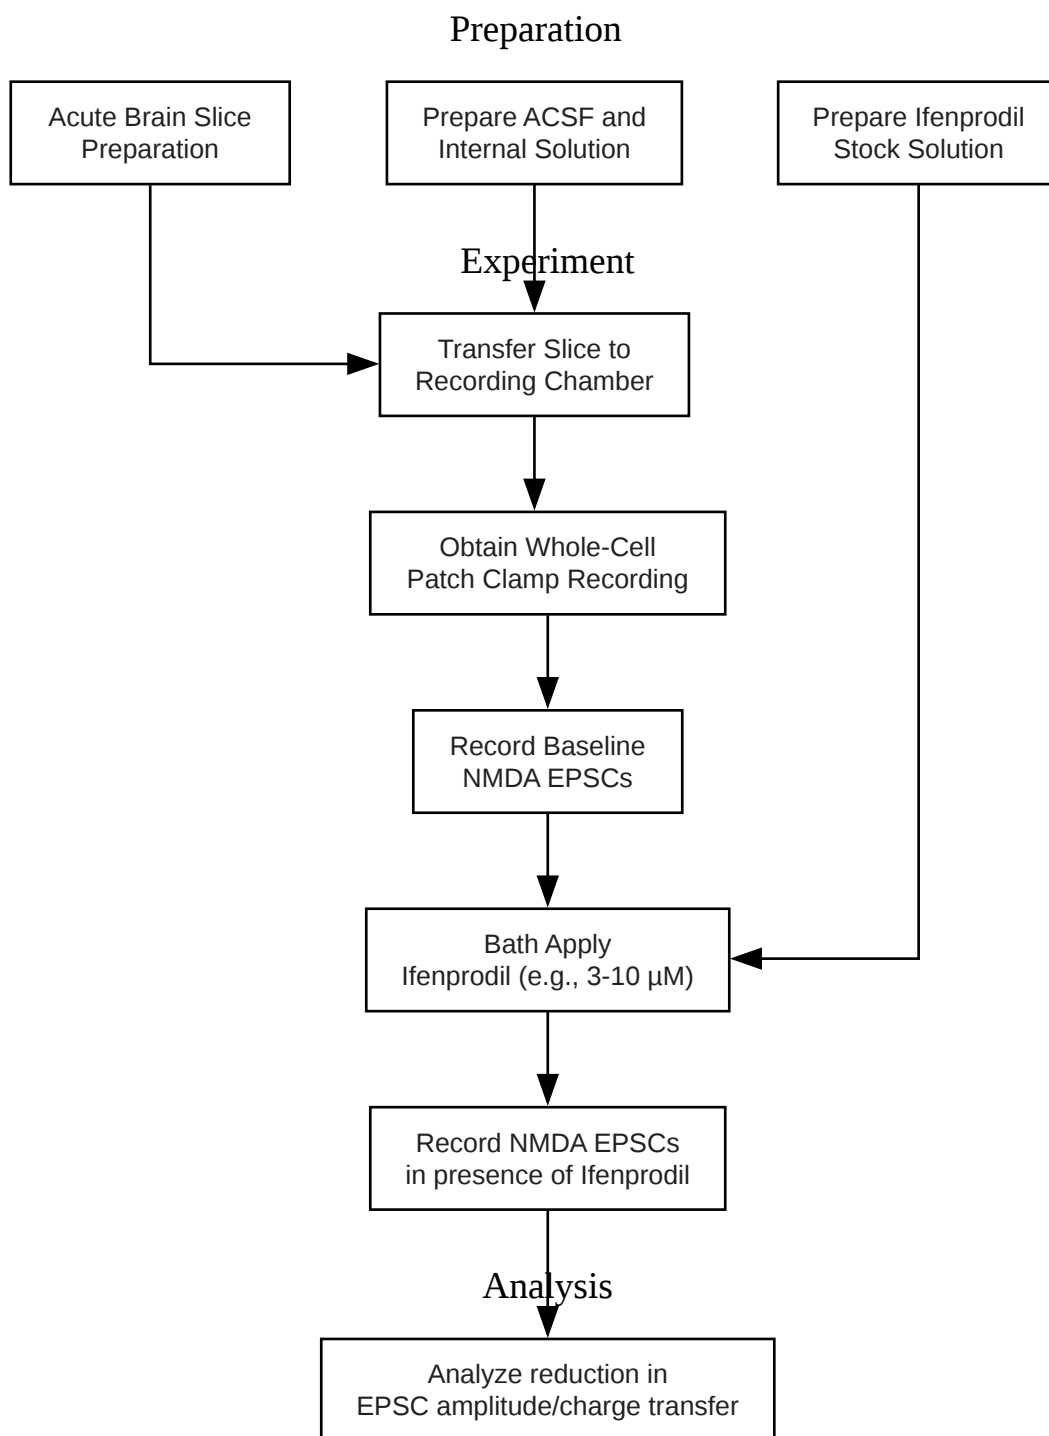 Preparation
Acute Brain Slice
Preparation
Prepare ACSF and
Internal Solution
Prepare Ifenprodil
Stock Solution
Experiment
Transfer Slice to
Recording Chamber
Obtain Whole-Cell
Patch Clamp Recording
Record Baseline
NMDA EPSCs
Bath Apply
Ifenprodil (e.g., 3-10 µM)
Record NMDA EPSCs
in presence of Ifenprodil
Analysis
Analyze reduction in
EPSC amplitude/charge transfer